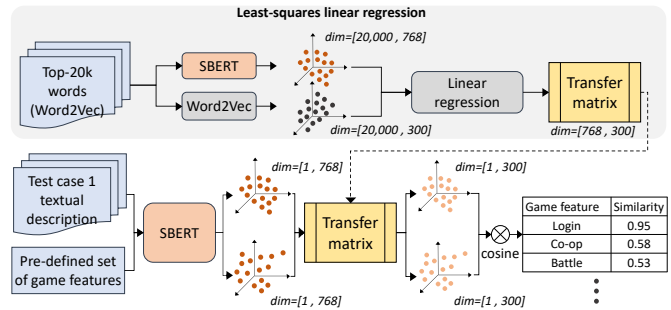 Least-squares linear regression
Top-20k
words
(Word2Vec)
SBERT
Word2Vec
dim=[20,000 , 768]
dim=[20,000 , 300]
Linear
regression
Transfer
matrix
dim=[768 , 300]
Test case 1
textual
description
Pre-defined set
of game features
SBERT
dim=[1 , 768]
dim=[1 , 768]
Transfer
matrix
dim=[1 , 300]
dim=[1 , 300]
cosine
Game feature Similarity
Login 0.95
Co-op 0.58
Battle 0.53